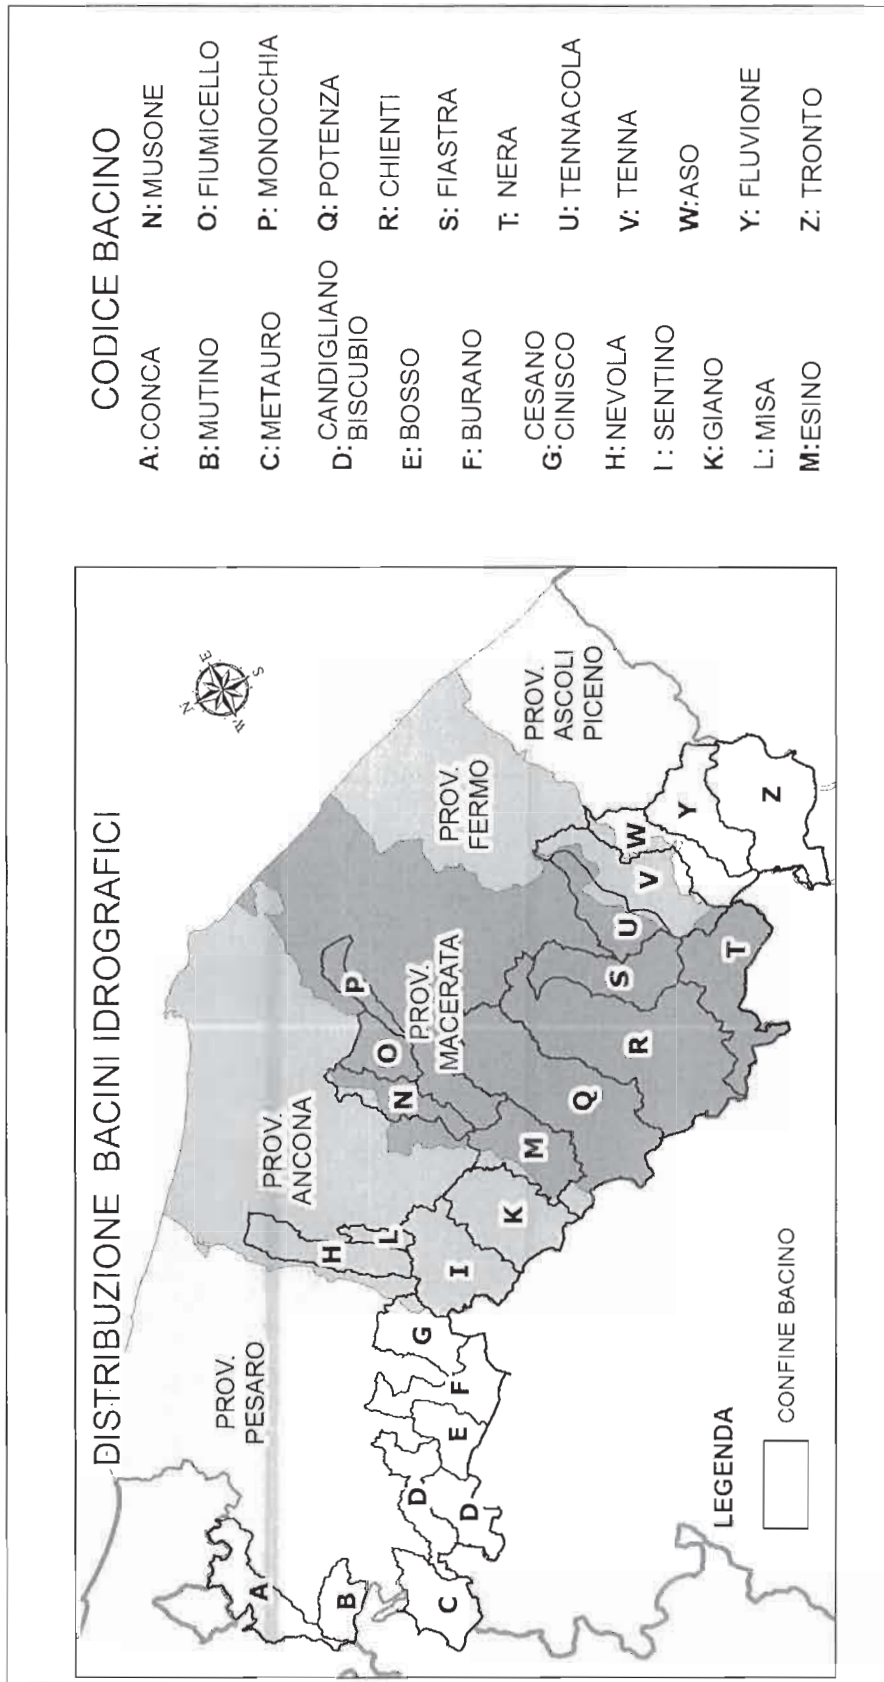 DISTRIBUZIONE BACINI IDROGRAFICI
N
E
S
W
PROV.
PESARO
PROV.
ANCONA
PROV.
MACERATA
PROV.
FERMO
PROV.
ASCOLI
PICENO
A
B
C
D
D
E
F
G
H
L
I
K
M
N
O
P
Q
R
S
T
U
V
W
Y
Z
LEGENDA
CONFINE BACINO
CODICE BACINO
A: CONCA
B: MUTINO
C: METAURO
D: CANDIGLIANO
BISCUBIO
E: BOSSO
F: BURANO
G: CESANO
CINISCO
H: NEVOLA
I: SENTINO
K: GIANO
L: MISA
M: ESINO
N: MUSONE
O: FIUMICELLO
P: MONOCCHIA
Q: POTENZA
R: CHIENTI
S: FIASTRA
T: NERA
U: TENNACOLA
V: TENNA
W: ASO
Y: FLUVIONE
Z: TRONTO